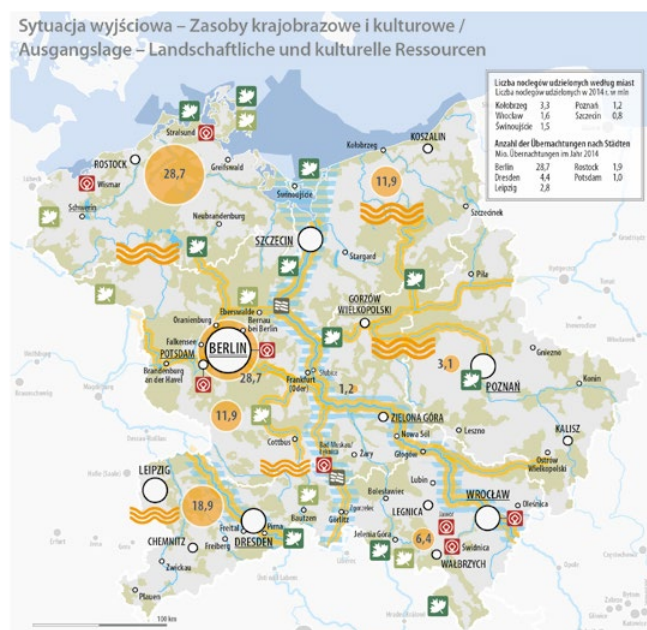 Sytuacja wyjściowa – Zasoby krajobrazowe i kulturowe /
Ausgangslage – Landschaftliche und kulturelle Ressourcen
Liczba noclegów udzielonych według miast
Liczba noclegów udzielonych w 2014 r. w mln
Kołobrzeg 3,3 Poznań 1,2
Wrocław 1,6 Szczecin 0,8
Świnoujście 1,5
Anzahl der Übernachtungen nach Städten
Mio. Übernachtungen im Jahr 2014
Berlin 28,7 Rostock 1,9
Dresden 4,4 Potsdam 1,0
Leipzig 2,8
Stralsund
KOSZALIN
Kołobrzeg
ROSTOCK
Greifswald
28,7
11,9
Wismar
Świnoujście
Schwerin
Szczecinek
Neubrandenburg
SZCZECIN
Stargard
Piła
Eberswalde
GORZÓW
WIELKOPOLSKI
Oranienburg
Bernau
bei Berlin
Falkensee
BERLIN
POTSDAM
Gniezno
3,1
Brandenburg
an der Havel
28,7
Frankfurt
(Oder)
Słubice
1,2
POZNAŃ
Konin
11,9
ZIELONA GÓRA
KALISZ
Nowa Sól
Leszno
Cottbus
Bad Muskau/
Łęknica
Żary
Głogów
Ostrów
Wielkopolski
LEIPZIG
Lubin
WROCŁAW
18,9
Bautzen
Zgorzelec
Bolesławiec
LEGNICA
Oleśnica
Görlitz
Jawor
Freital
Pirna
DRESDEN
Jelenia Góra
6,4
Świdnica
CHEMNITZ
Freiberg
WAŁBRZYCH
Zwickau
Plauen
100 km